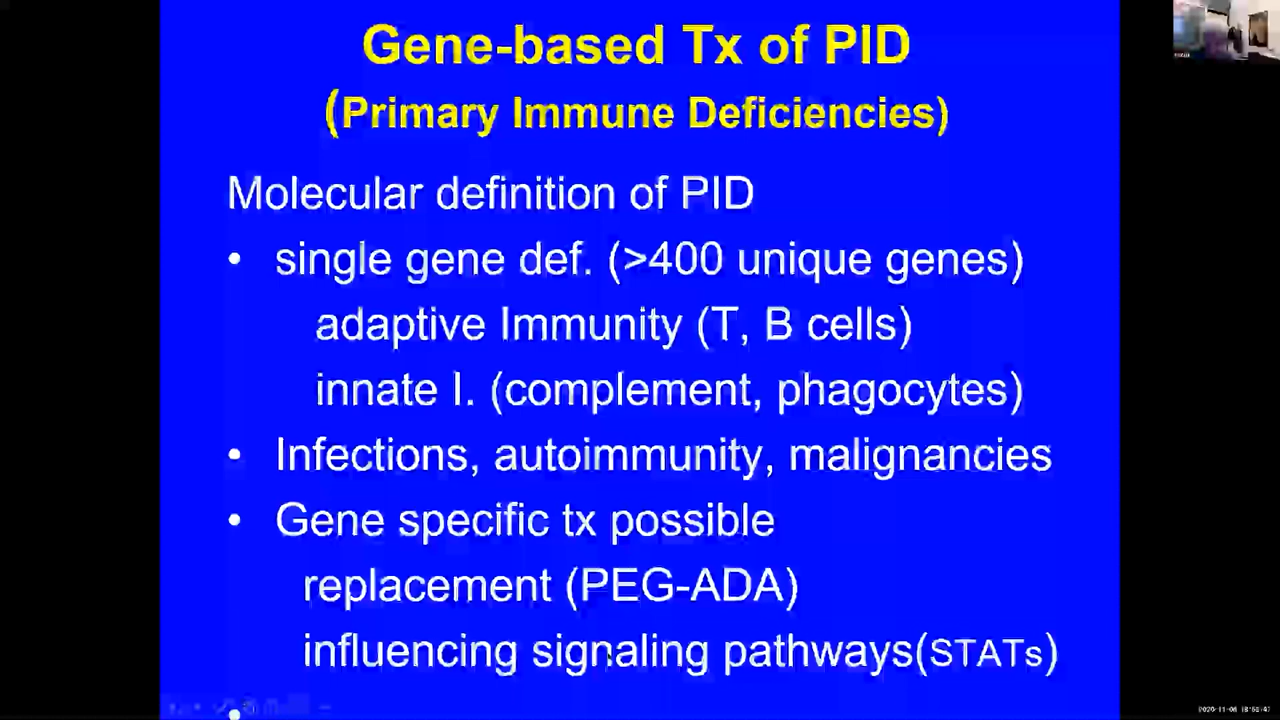 Gene-based Tx of PID
(Primary Immune Deficiencies)
Molecular definition of PID
• single gene def. (>400 unique genes)
adaptive Immunity (T, B cells)
innate I. (complement, phagocytes)
• Infections, autoimmunity, malignancies
• Gene specific tx possible
replacement (PEG-ADA)
influencing signaling pathways(STATs)
•